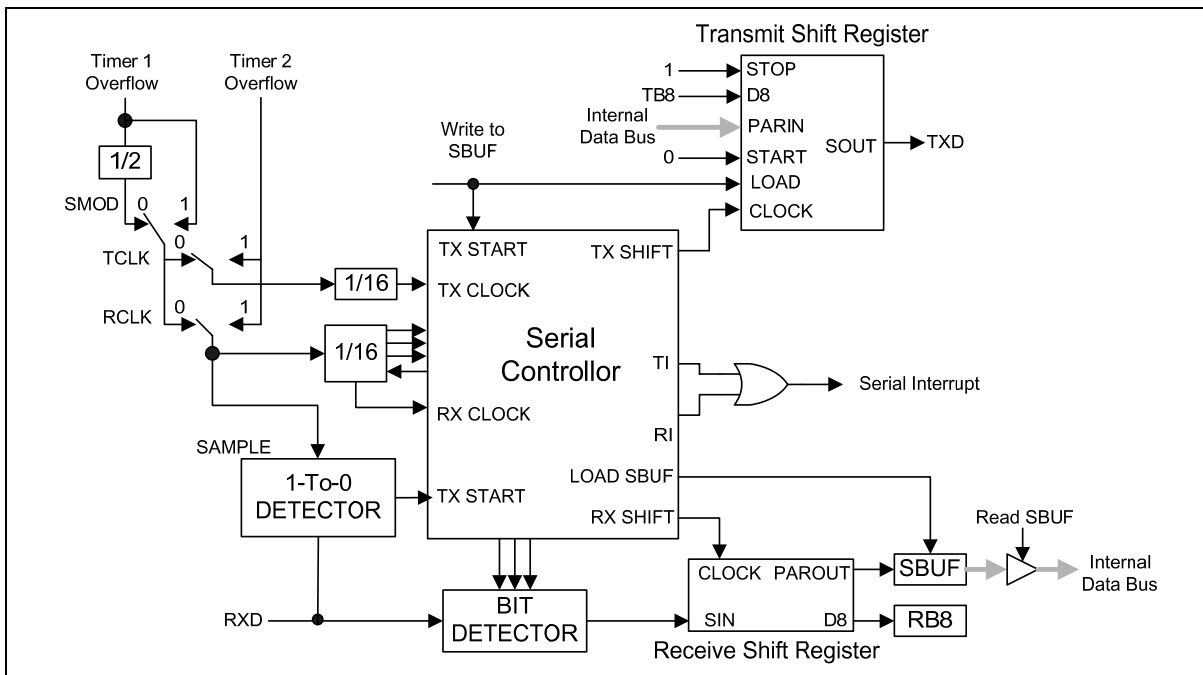 Transmit Shift Register
Timer 1
Overflow
Timer 2
Overflow
1
STOP
TB8
D8
Internal
Data Bus
PARIN
SOUT
TXD
0
START
LOAD
CLOCK
Write to
SBUF
1/2
SMOD
0
1
TCLK
0
1
RCLK
0
1
1/16
1/16
TX START
TX SHIFT
TX CLOCK
Serial
Controllor
TI
RI
Serial Interrupt
RX CLOCK
LOAD SBUF
TX START
RX SHIFT
SAMPLE
1-To-0
DETECTOR
RXD
BIT
DETECTOR
CLOCK
PAROUT
SIN
D8
Receive Shift Register
SBUF
RB8
Read SBUF
Internal
Data Bus